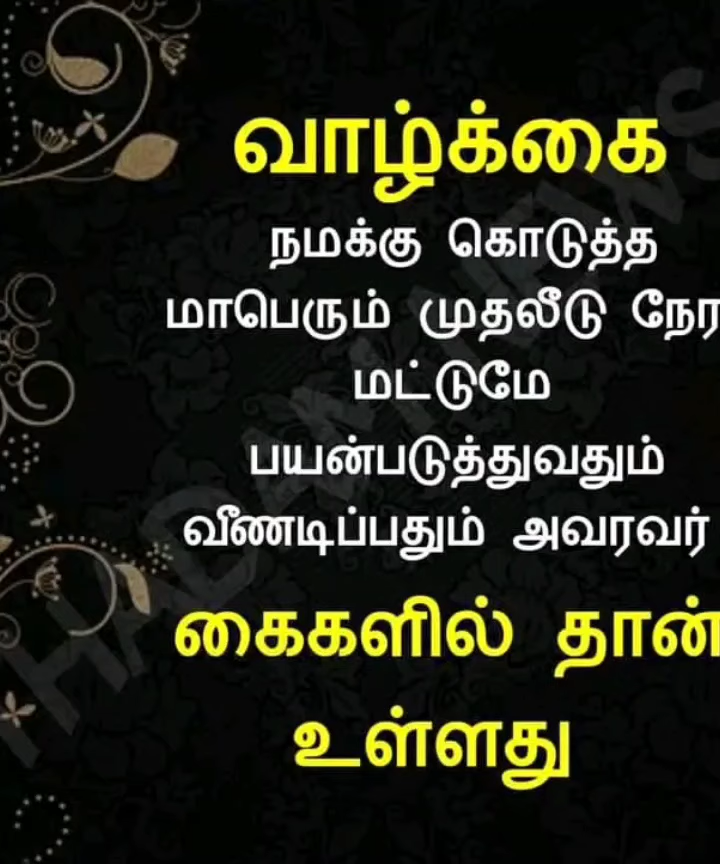 வாழ்க்கை
நமக்கு கொடுத்த
மாபெரும் முதலீடு நேர
மட்டுமே
பயன்படுத்துவதும்
வீணடிப்பதும் அவரவர்
கைகளில் தான்
உள்ளது